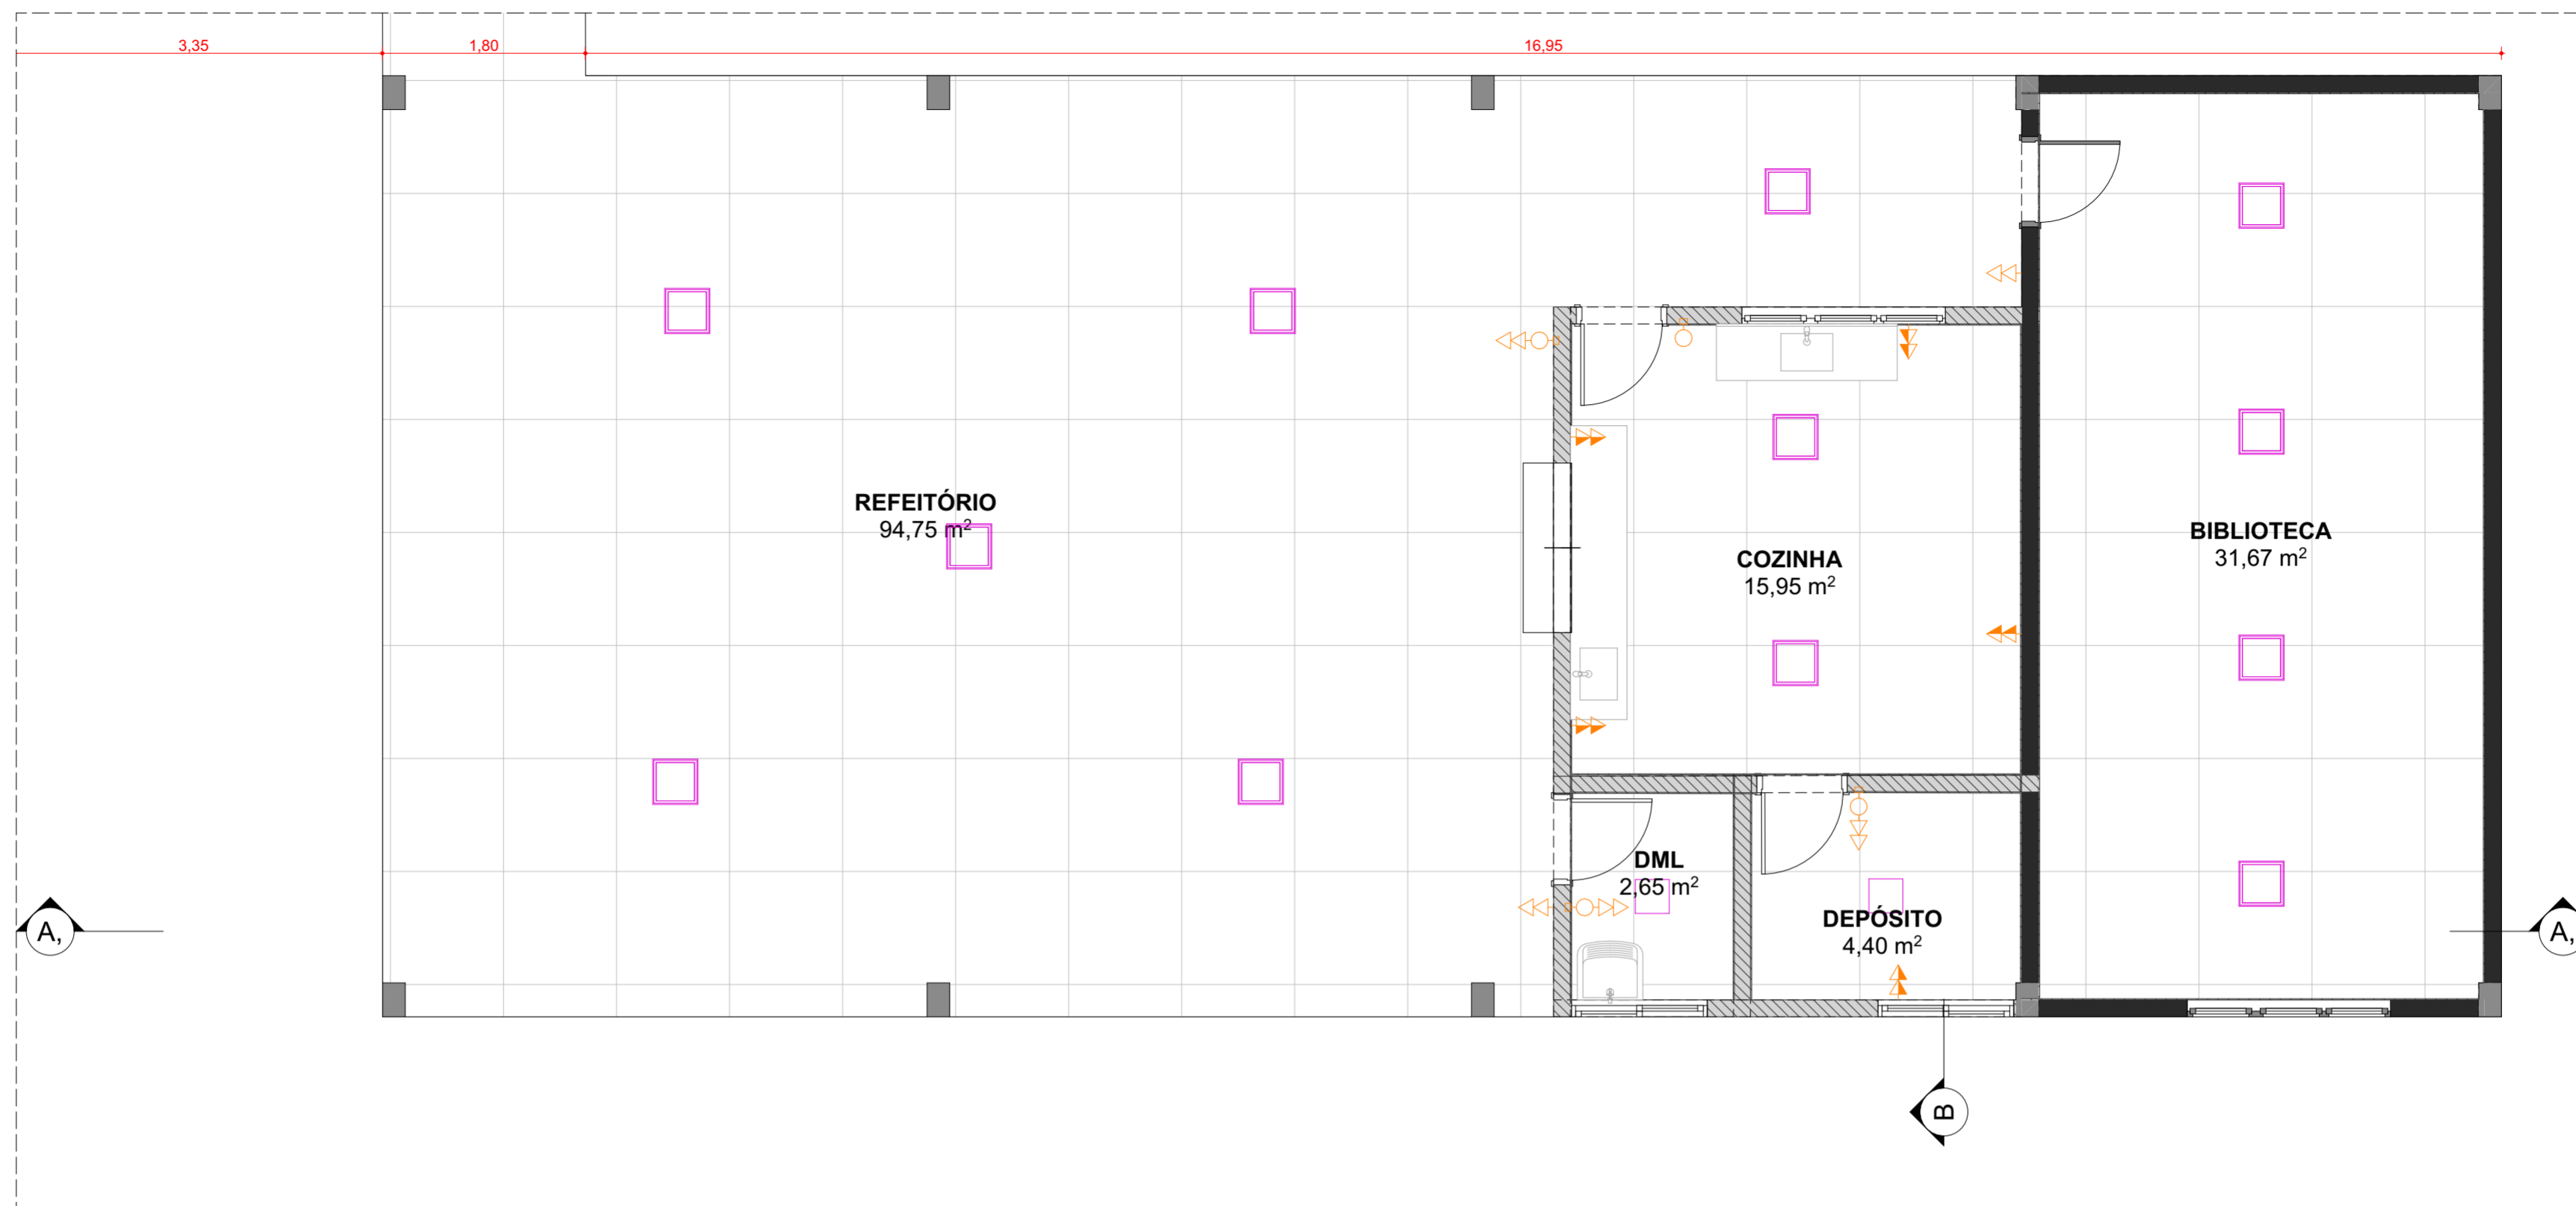 3,35
1,80
16,95
REFEITÓRIO
94,75 m²
COZINHA
15,95 m²
BIBLIOTECA
31,67 m²
DML
2,65 m²
DEPÓSITO
4,40 m²
A,
A,
B